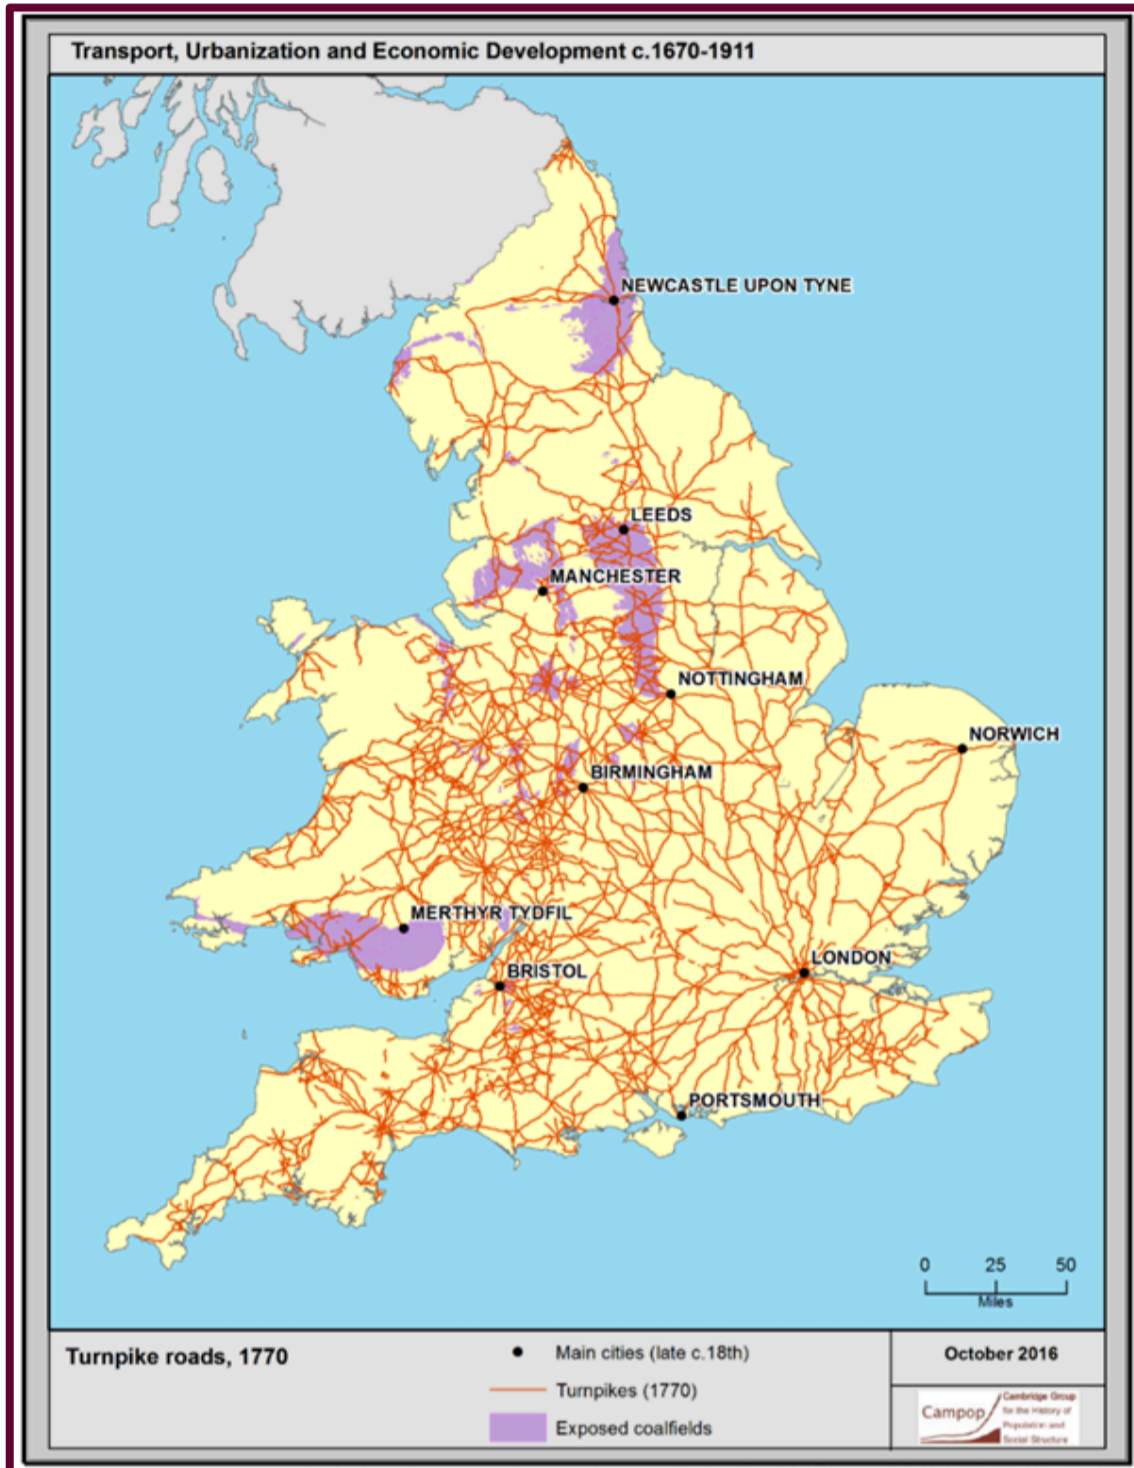 Transport, Urbanization and Economic Development c.1670-1911
NEWCASTLE UPON TYNE
LEEDS
MANCHESTER
NOTTINGHAM
NORWICH
BIRMINGHAM
MERTHYR TYDFIL
LONDON
BRISTOL
PORTSMOUTH
0 25 50
Miles
Turnpike roads, 1770
Main cities (late c.18th)
Turnpikes (1770)
Exposed coalfields
October 2016
Campop
Cambridge Group
for the History of
Population and
Social Structure